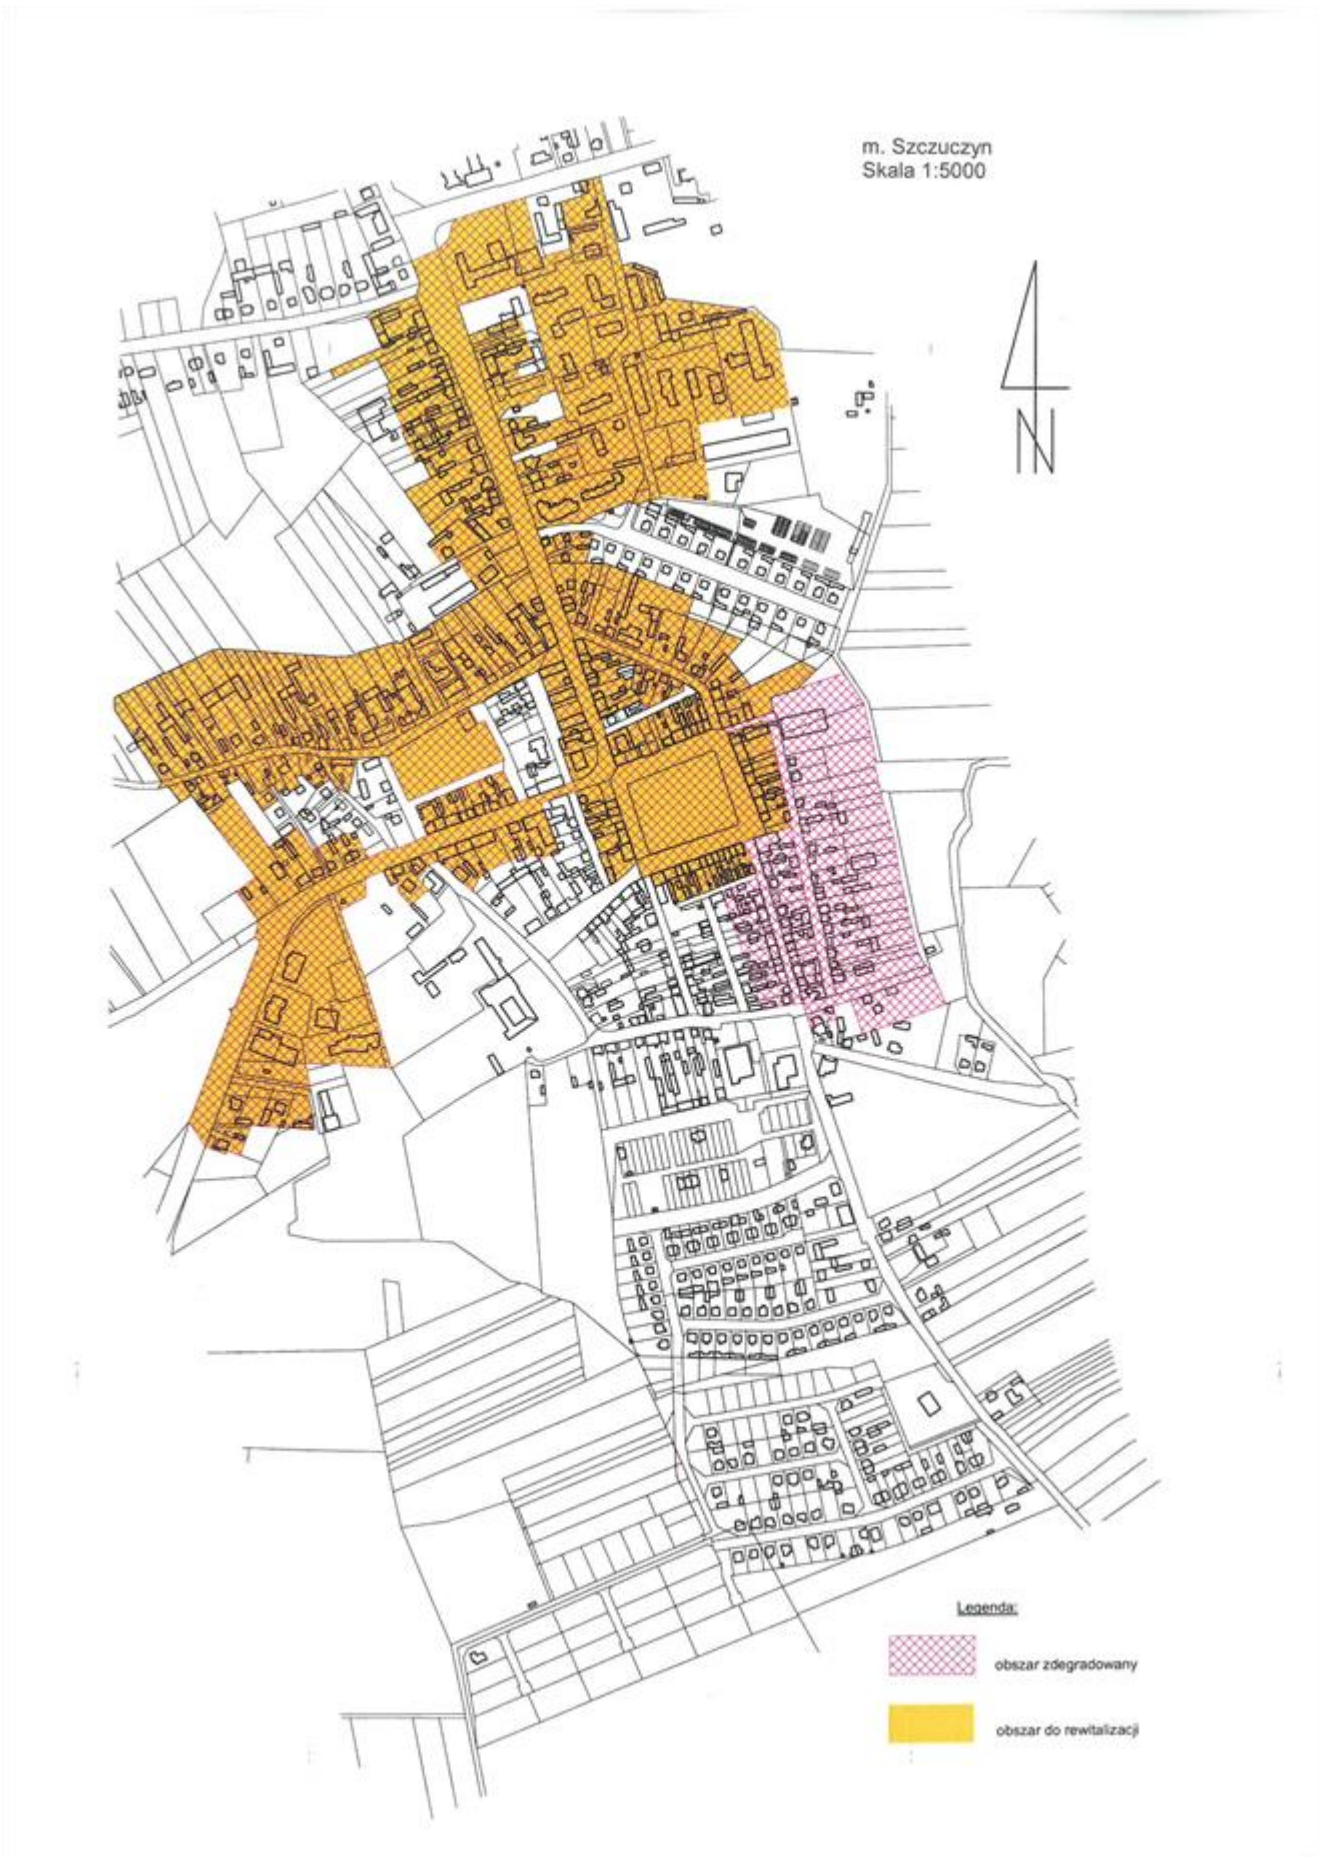 m. Szczuczyn
Skala 1:5000
N
Legenda:
obszar zdegradowany
obszar do rewitalizacji